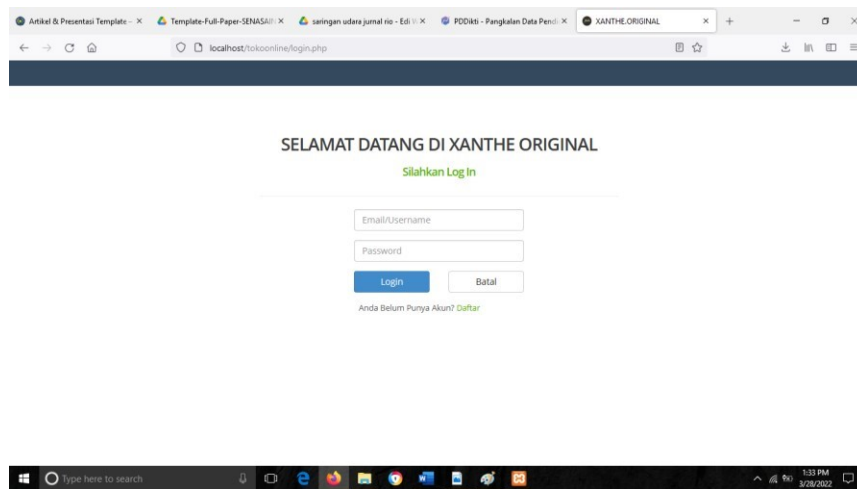 Artikel & Presentasi Template -
Template-Full-Paper-SENASAIN
saringan udara jurnal rio - Edi W
PDDikti - Pangkalan Data Pendi
XANTHE.ORIGINAL
localhost/tokoonline/login.php
SELAMAT DATANG DI XANTHE ORIGINAL
Silahkan Log In
Email/Username
Password
Login Batal
Anda Belum Punya Akun? Daftar
Type here to search
1:33 PM
3/28/2022